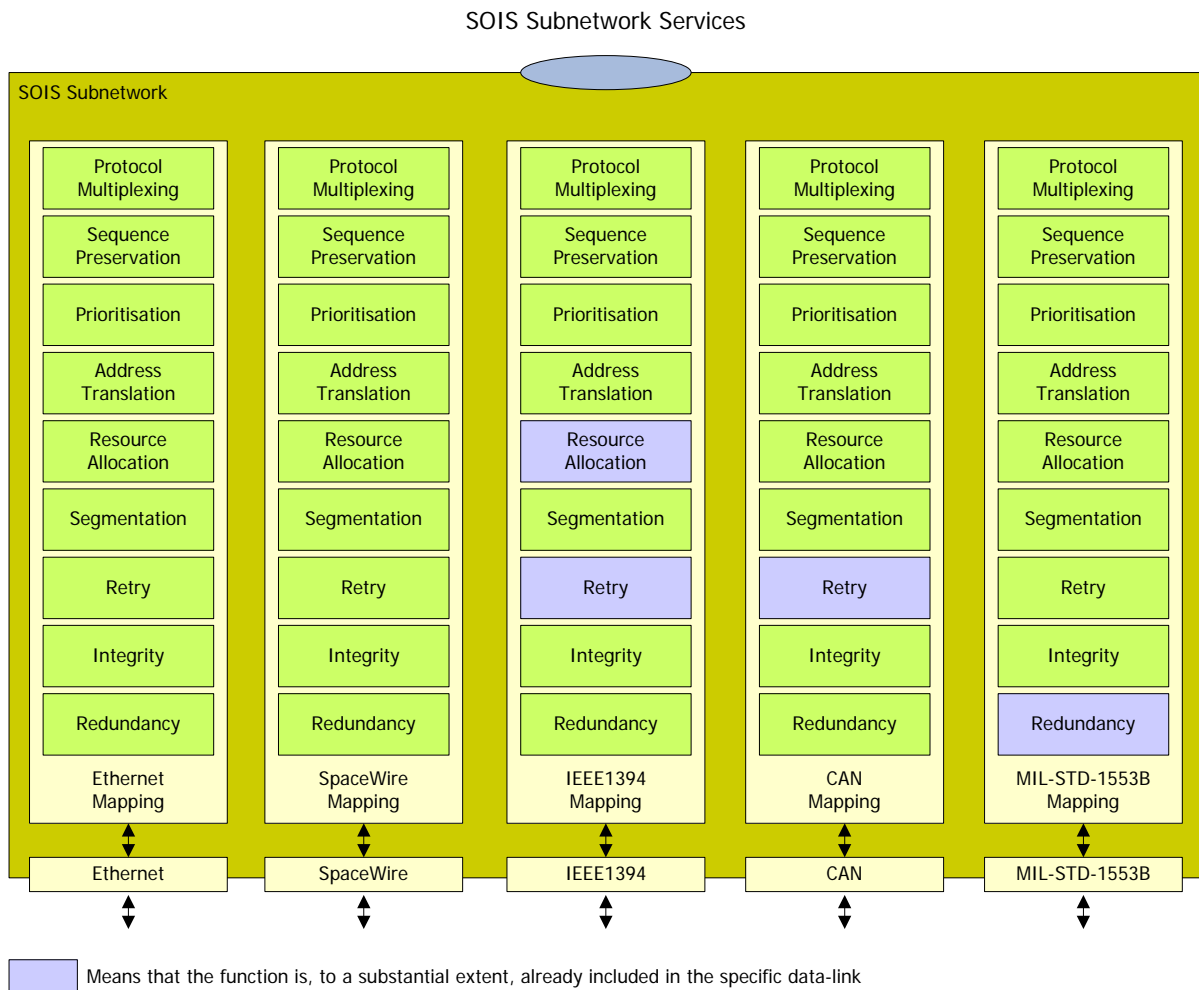 SOIS Subnetwork Services
SOIS Subnetwork
Protocol
Multiplexing
Sequence
Preservation
Prioritisation
Address
Translation
Resource
Allocation
Segmentation
Retry
Integrity
Redundancy
Ethernet
Mapping
Ethernet
Protocol
Multiplexing
Sequence
Preservation
Prioritisation
Address
Translation
Resource
Allocation
Segmentation
Retry
Integrity
Redundancy
SpaceWire
Mapping
SpaceWire
Protocol
Multiplexing
Sequence
Preservation
Prioritisation
Address
Translation
Resource
Allocation
Segmentation
Retry
Integrity
Redundancy
IEEE1394
Mapping
IEEE1394
Protocol
Multiplexing
Sequence
Preservation
Prioritisation
Address
Translation
Resource
Allocation
Segmentation
Retry
Integrity
Redundancy
CAN
Mapping
CAN
Protocol
Multiplexing
Sequence
Preservation
Prioritisation
Address
Translation
Resource
Allocation
Segmentation
Retry
Integrity
Redundancy
MIL-STD-1553B
Mapping
MIL-STD-1553B
Means that the function is, to a substantial extent, already included in the specific data-link